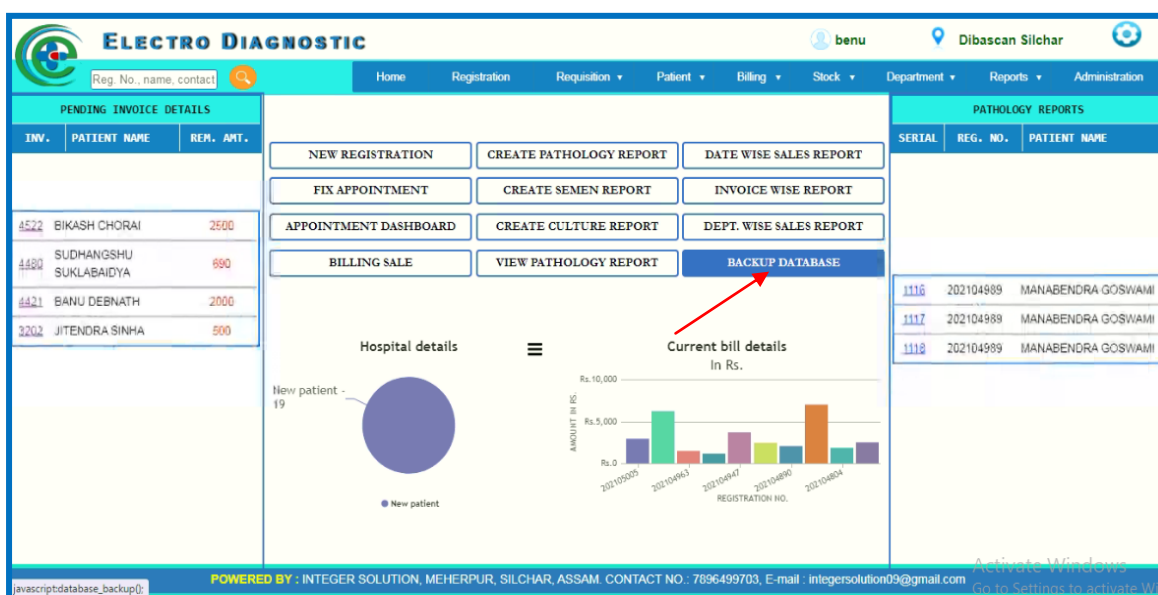 ELECTRO DIAGNOSTIC
benu
Dibascan Silchar
Reg. No., name, contact
Home Registration Requisition Patient Billing Stock Department Reports Administration
PENDING INVOICE DETAILS
INV. PATIENT NAME REM. AMT.
4522 BIKASH CHORAI 2500
4480 SUDHANGSHU SUKLABAIDYA 690
4421 BANU DEBNATH 2000
3202 JITENDRA SINHA 500
NEW REGISTRATION CREATE PATHOLOGY REPORT DATE WISE SALES REPORT
FIX APPOINTMENT CREATE SEMEN REPORT INVOICE WISE REPORT
APPOINTMENT DASHBOARD CREATE CULTURE REPORT DEPT. WISE SALES REPORT
BILLING SALE VIEW PATHOLOGY REPORT BACKUP DATABASE
Hospital details
New patient -
19
New patient
Current bill details
In Rs.
Rs.10,000
Rs.5,000
Rs.0
AMOUNT IN RS.
202105005 202104963 202104947 202104890 202104804
REGISTRATION NO.
PATHOLOGY REPORTS
SERIAL REG. NO. PATIENT NAME
1116 202104989 MANABENDRA GOSWAMI
1117 202104989 MANABENDRA GOSWAMI
1118 202104989 MANABENDRA GOSWAMI
Activate Windows
Go to Settings to activate Wi
POWERED BY : INTEGER SOLUTION, MEHERPUR, SILCHAR, ASSAM. CONTACT NO.: 7896499703, E-mail : integersolution09@gmail.com
javascript:database_backup();